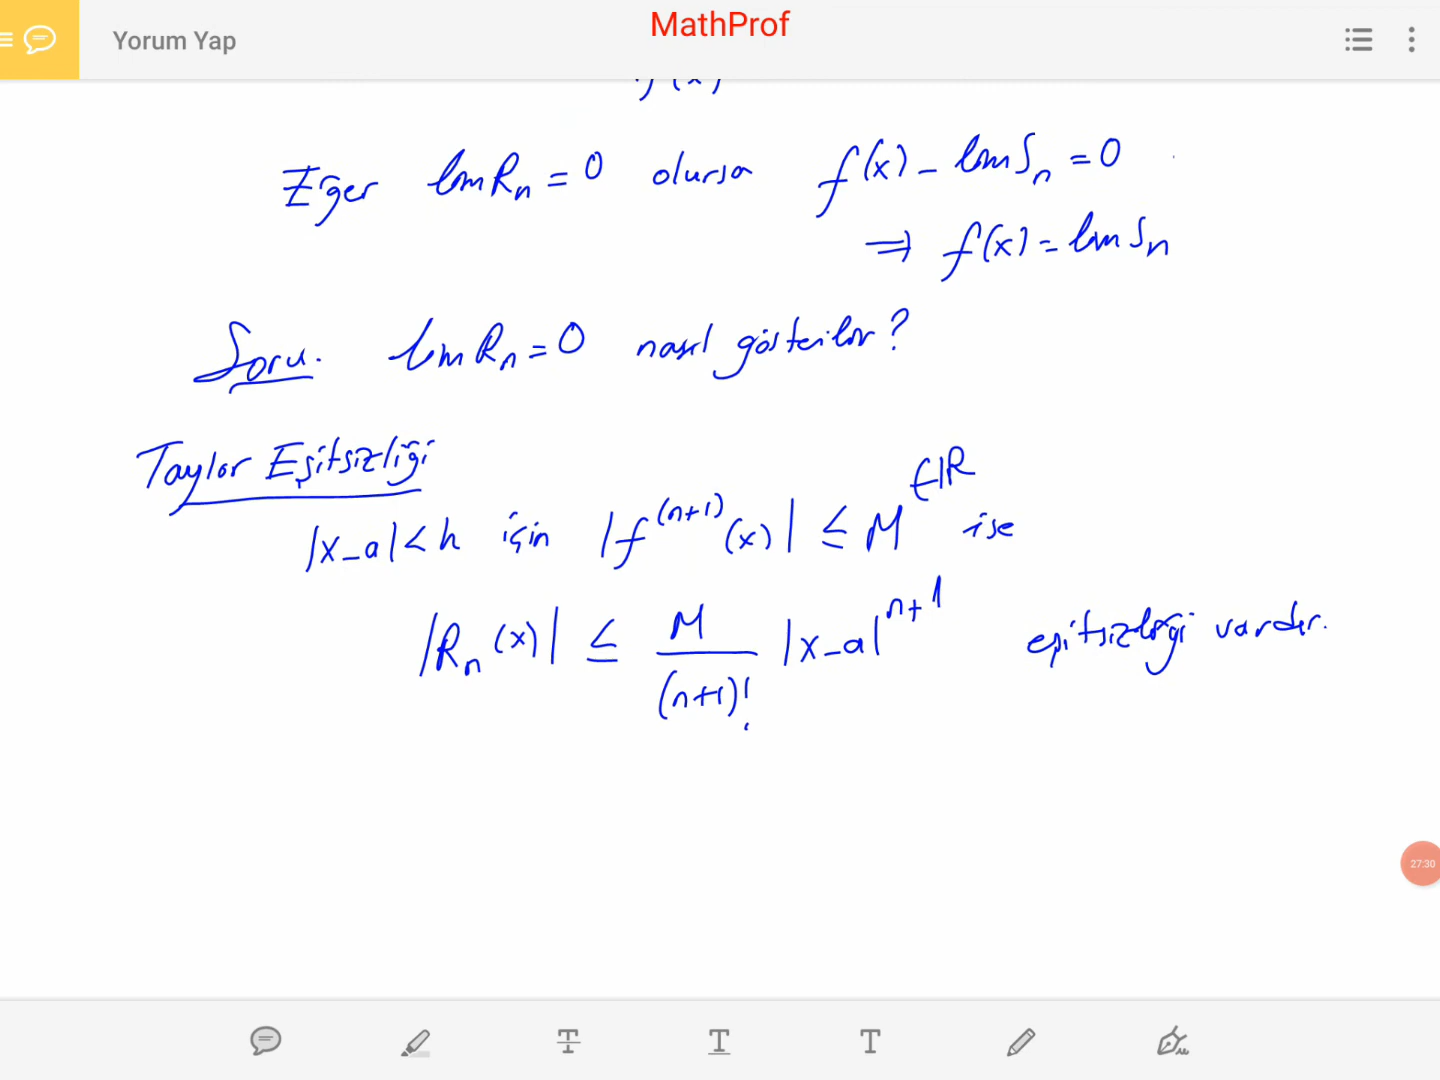 MathProf
Yorum Yap
f(x)
Eğer lim Rn = 0 olursa f(x) - lim Sn = 0
⇒ f(x) = lim Sn
Soru. lim Rn = 0 nasıl gösterilir?
Taylor Eşitsizliği
|x-a| < h için |f^(n+1)(x)| ≤ M ∈ℝ ise
|Rn(x)| ≤ M/(n+1)! |x-a|^n+1 eşitsizliği vardır.
27:30